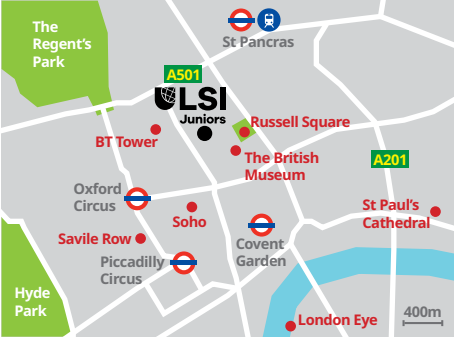 The
Regent's
Park
St Pancras
A501
ULSI
Juniors
Russell Square
BT Tower
The British
Museum
A201
Oxford
Circus
Soho
St Paul's
Cathedral
Savile Row
Covent
Garden
Piccadilly
Circus
Hyde
Park
London Eye
400m